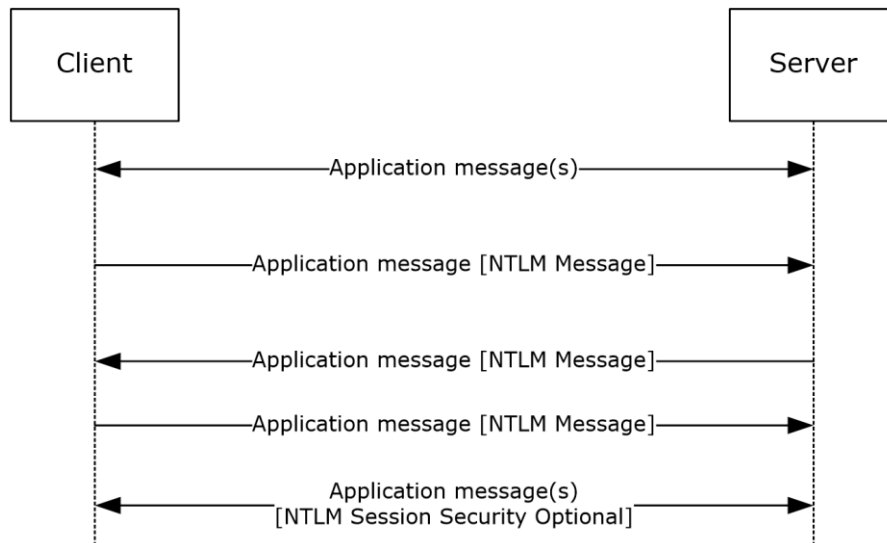 Client
Server
Application message(s)
Application message [NTLM Message]
Application message [NTLM Message]
Application message [NTLM Message]
Application message(s)
[NTLM Session Security Optional]